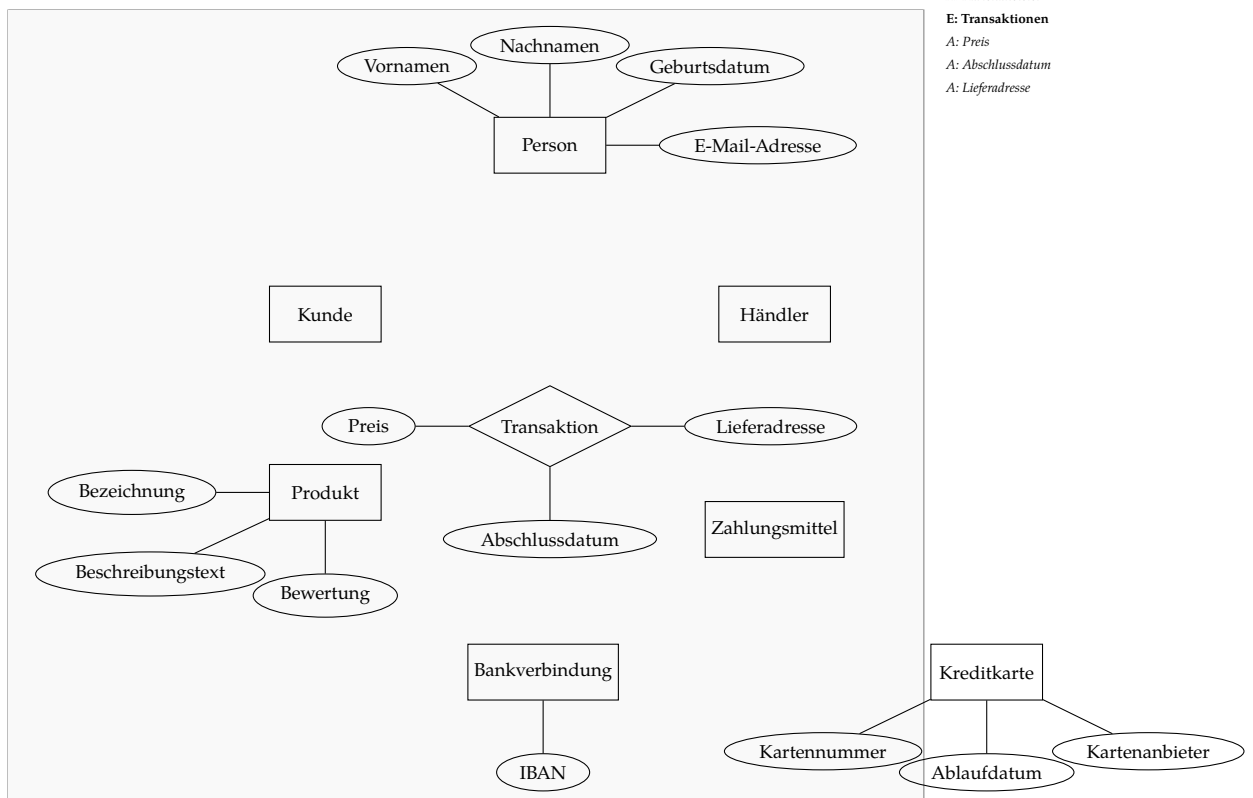 E: Transaktionen
A: Preis
A: Abschlussdatum
A: Lieferadresse
Nachnamen
Vornamen
Geburtsdatum
Person
E-Mail-Adresse
Kunde
Händler
Preis
Transaktion
Lieferadresse
Bezeichnung
Produkt
Abschlussdatum
Zahlungsmittel
Beschreibungstext
Bewertung
Bankverbindung
Kreditkarte
Kartennummer
Kartenanbieter
IBAN
Ablaufdatum